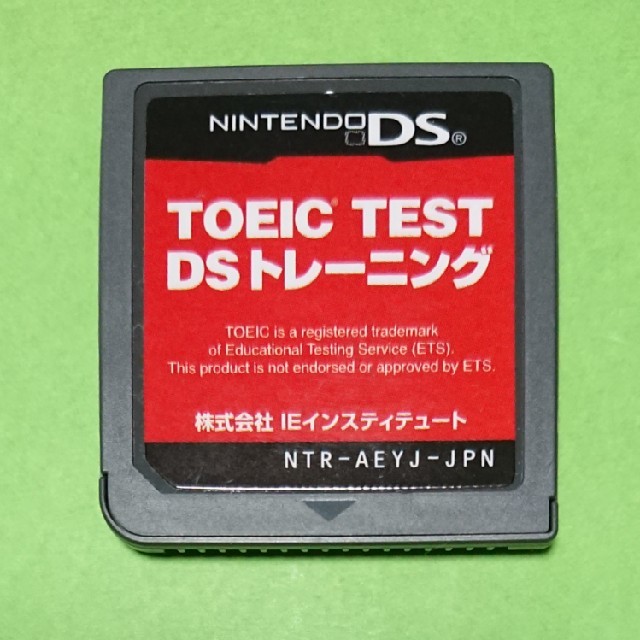 NINTENDO DS®
TOEIC® TEST
DSトレーニング
TOEIC is a registered trademark
of Educational Testing Service (ETS).
This product is not endorsed or approved by ETS.
株式会社 IEインスティテュート
NTR-AEYJ-JPN